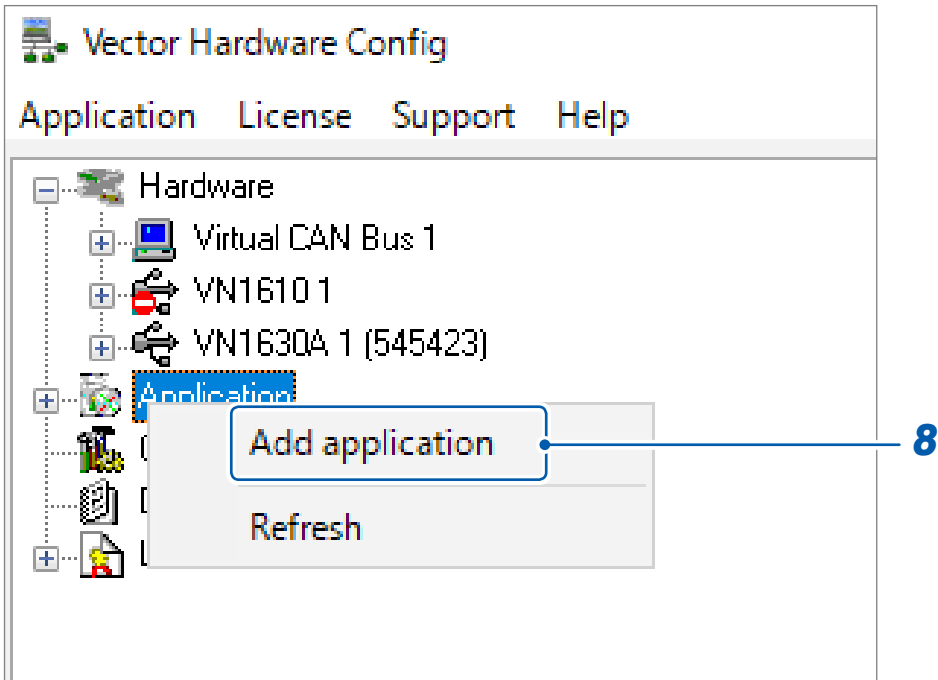 Vector Hardware Config
Application License Support Help
Hardware
Virtual CAN Bus 1
VN1610 1
VN1630A 1 (545423)
Application
Add application
8
Refresh